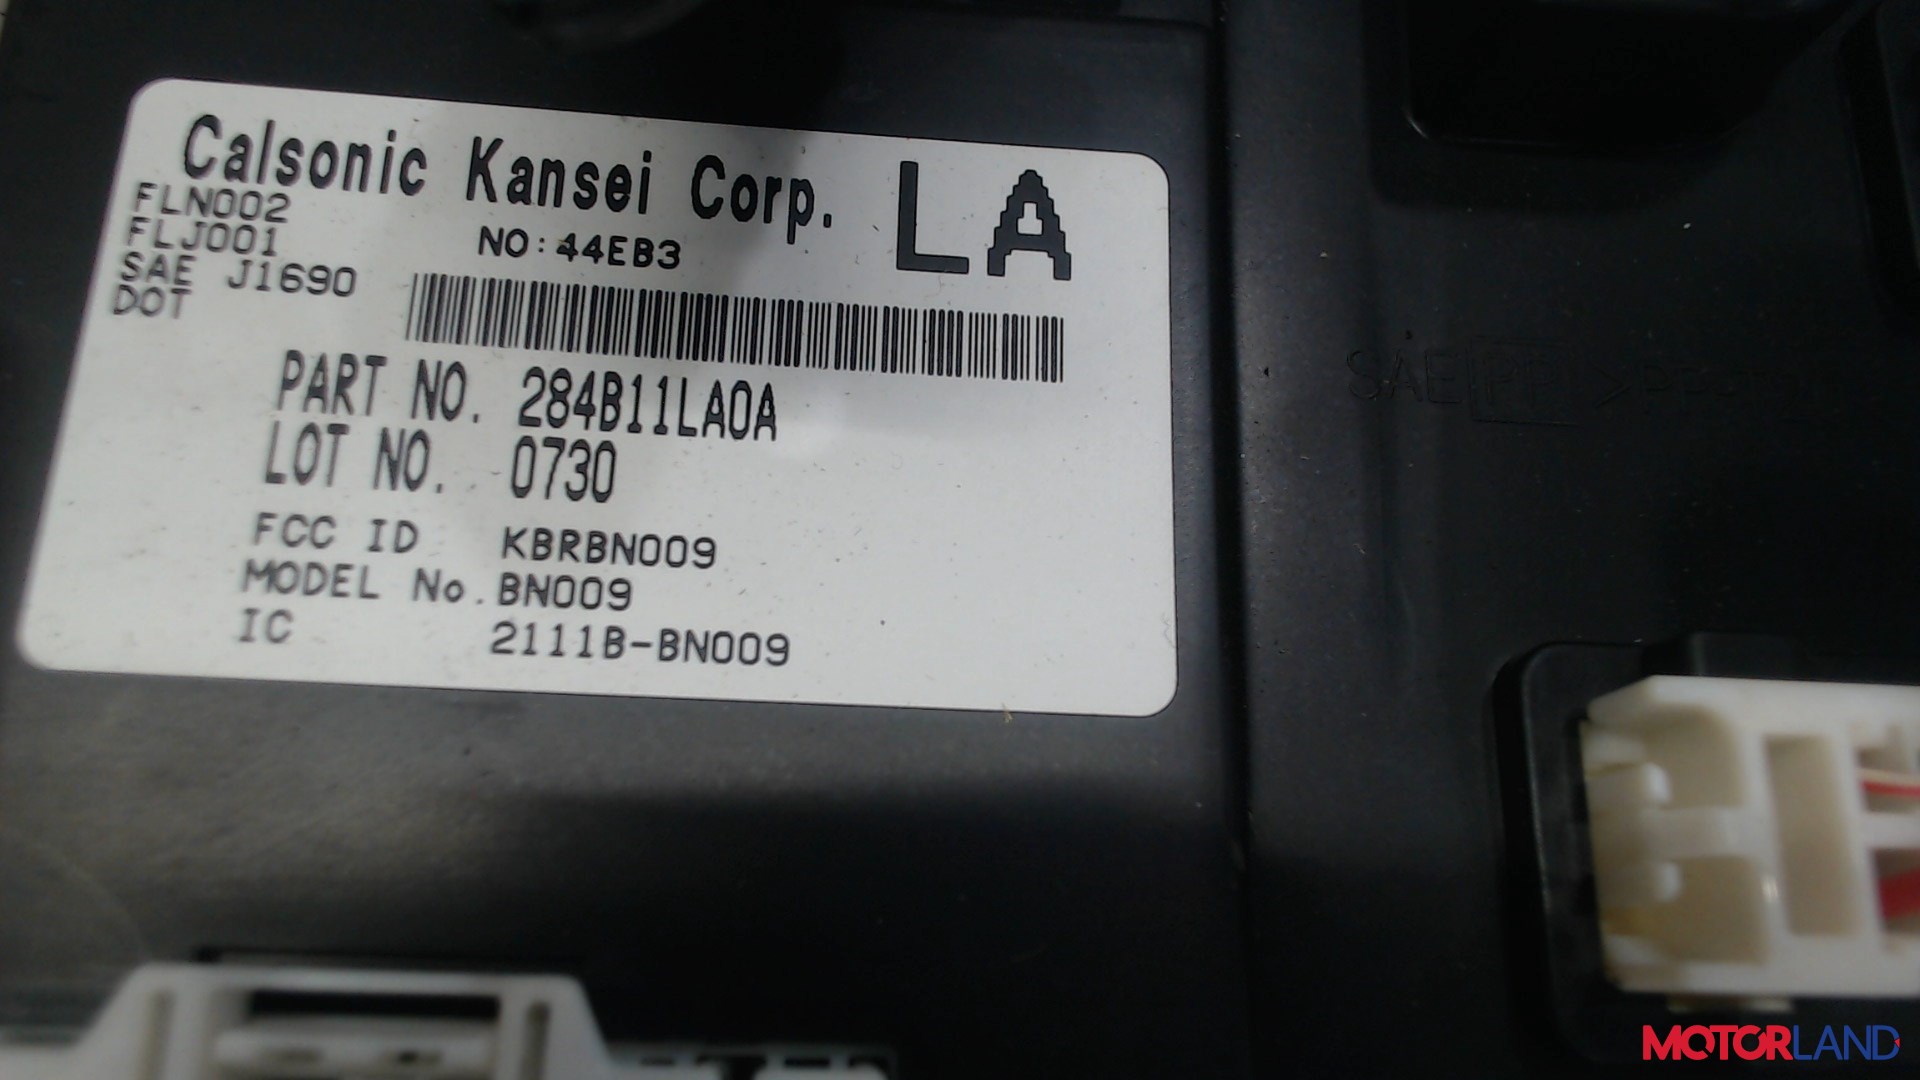 Calsonic Kansei Corp. LA
FLN002
FLJ001
NO:44EB3
SAE J1690
DOT
PART NO. 284B11LA0A
LOT NO. 0730
FCC ID KBRBN009
MODEL No. BN009
IC 2111B-BN009
SAE
MOTORLAND